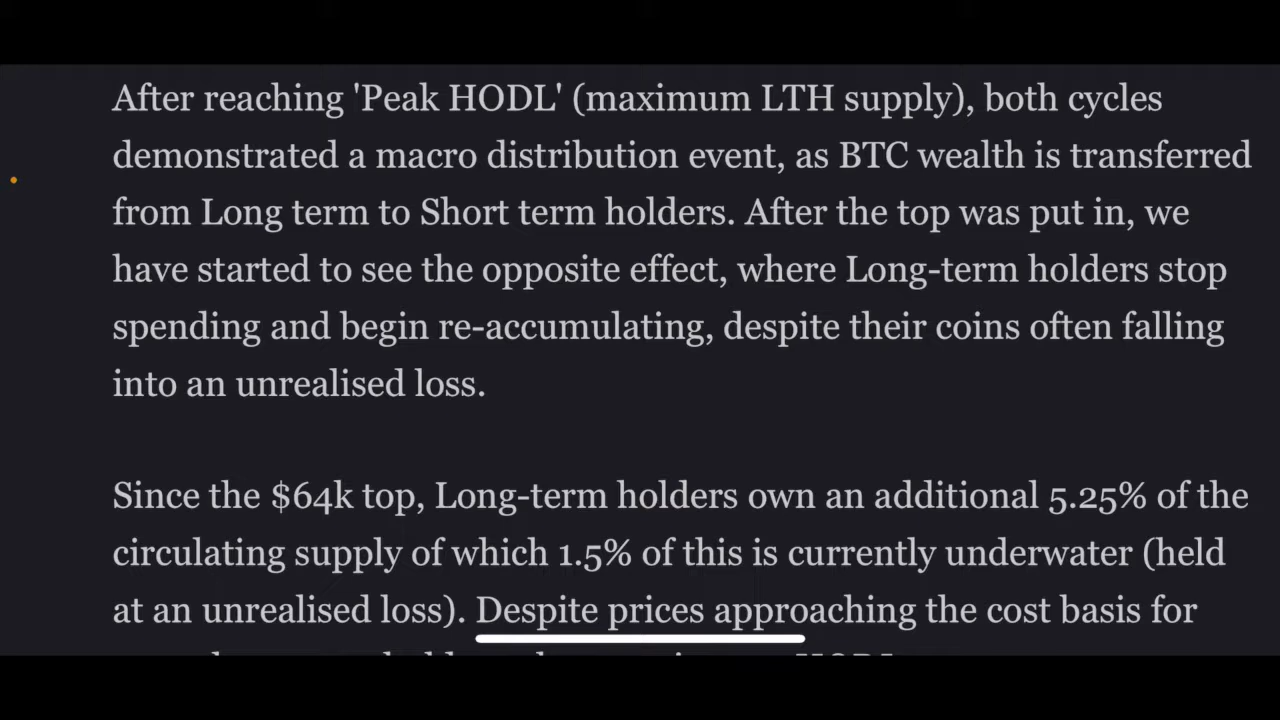 After reaching 'Peak HODL' (maximum LTH supply), both cycles
demonstrated a macro distribution event, as BTC wealth is transferred
from Long term to Short term holders. After the top was put in, we
have started to see the opposite effect, where Long-term holders stop
spending and begin re-accumulating, despite their coins often falling
into an unrealised loss.
Since the $64k top, Long-term holders own an additional 5.25% of the
circulating supply of which 1.5% of this is currently underwater (held
at an unrealised loss). Despite prices approaching the cost basis for